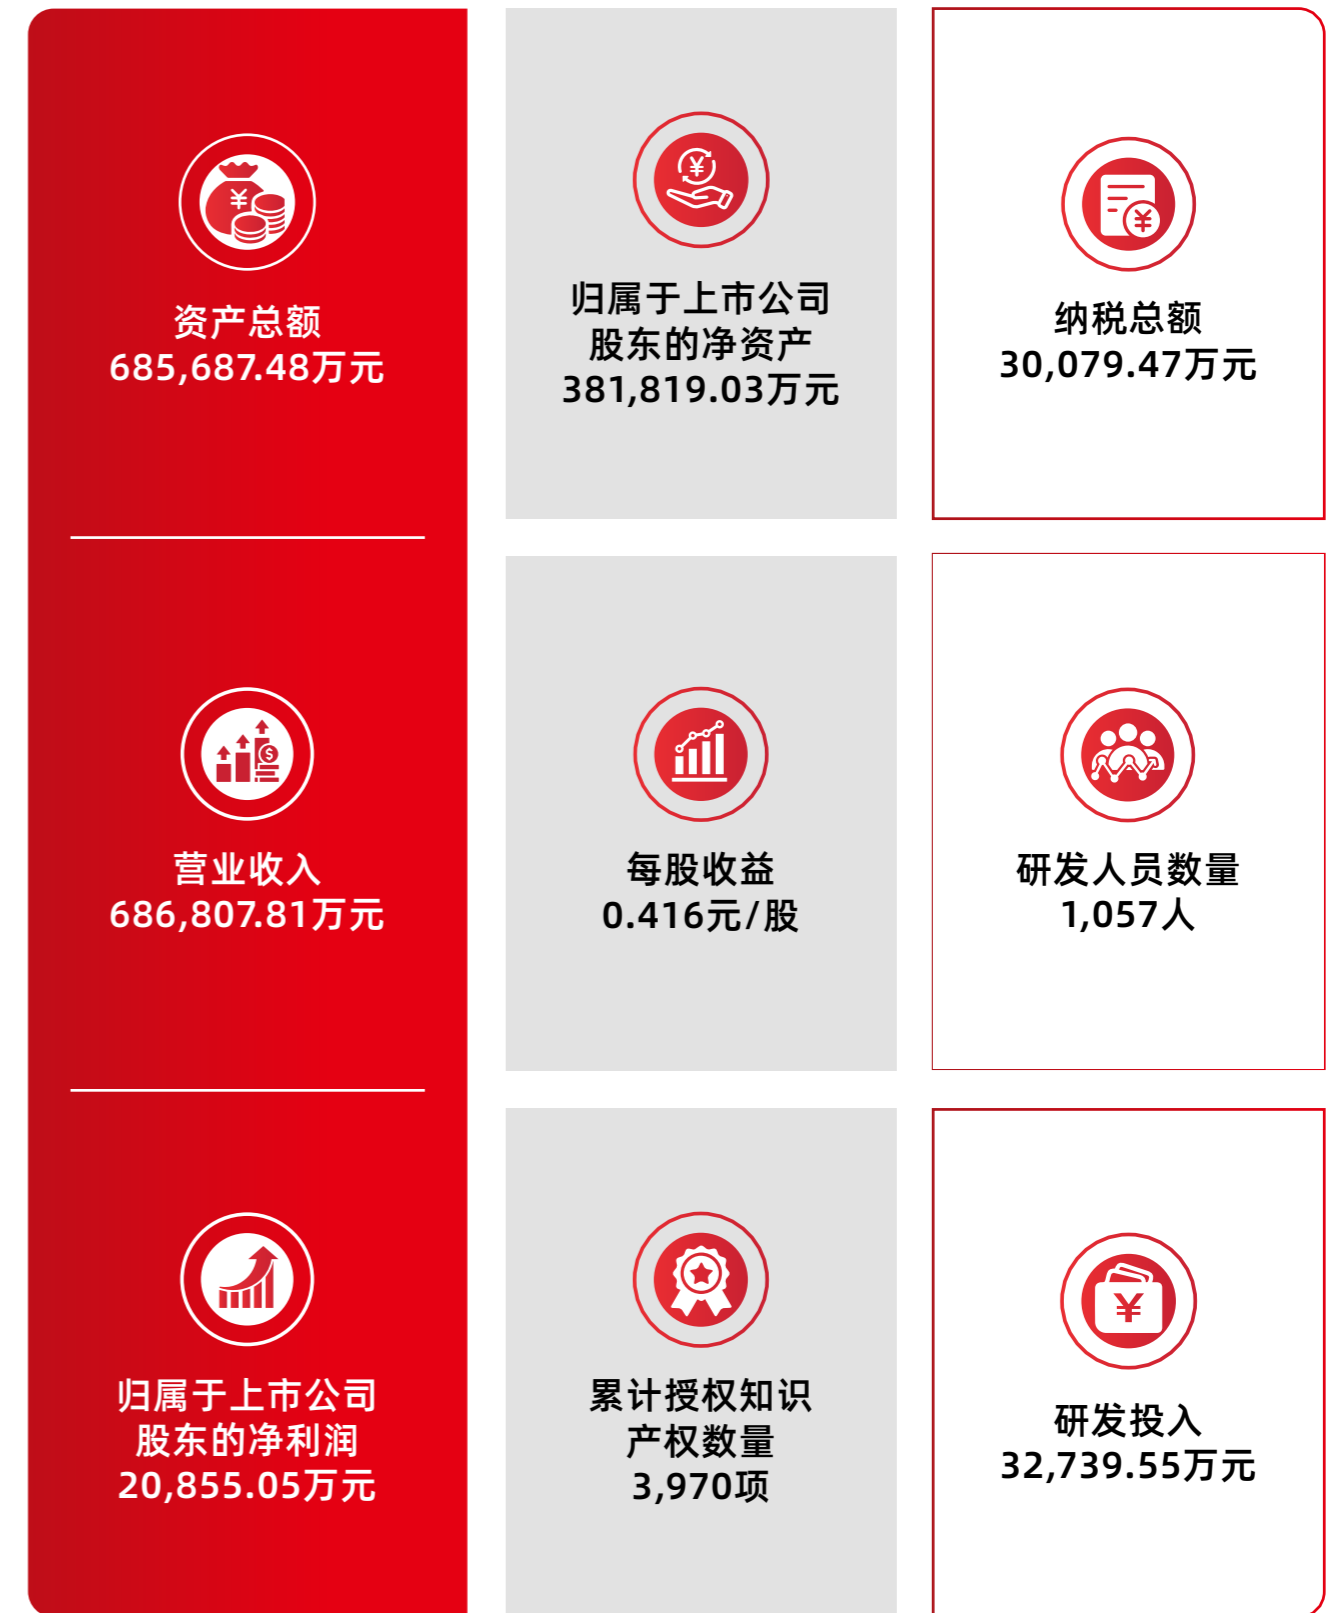 资产总额
685,687.48万元
归属于上市公司
股东的净资产
381,819.03万元
纳税总额
30,079.47万元
营业收入
686,807.81万元
每股收益
0.416元/股
研发人员数量
1,057人
归属于上市公司
股东的净利润
20,855.05万元
累计授权知识
产权数量
3,970项
研发投入
32,739.55万元